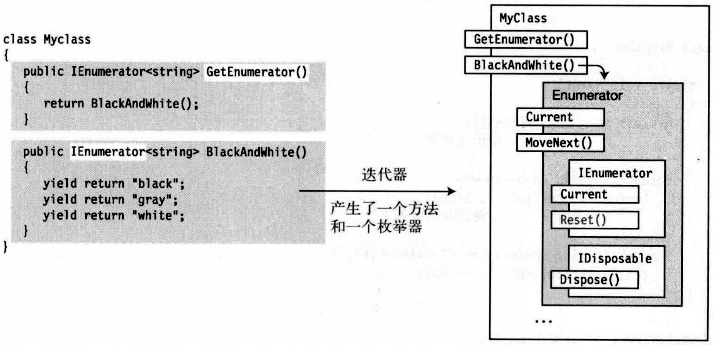 class Myclass
{
public IEnumerator<string> GetEnumerator()
{
return BlackAndWhite();
}
public IEnumerator<string> BlackAndWhite()
{
yield return "black";
yield return "gray";
yield return "white";
}
}
迭代器
产生了一个方法
和一个枚举器
MyClass
GetEnumerator()
BlackAndWhite()
Enumerator
Current
MoveNext()
IEnumerator
Current
Reset()
IDisposable
Dispose()
...